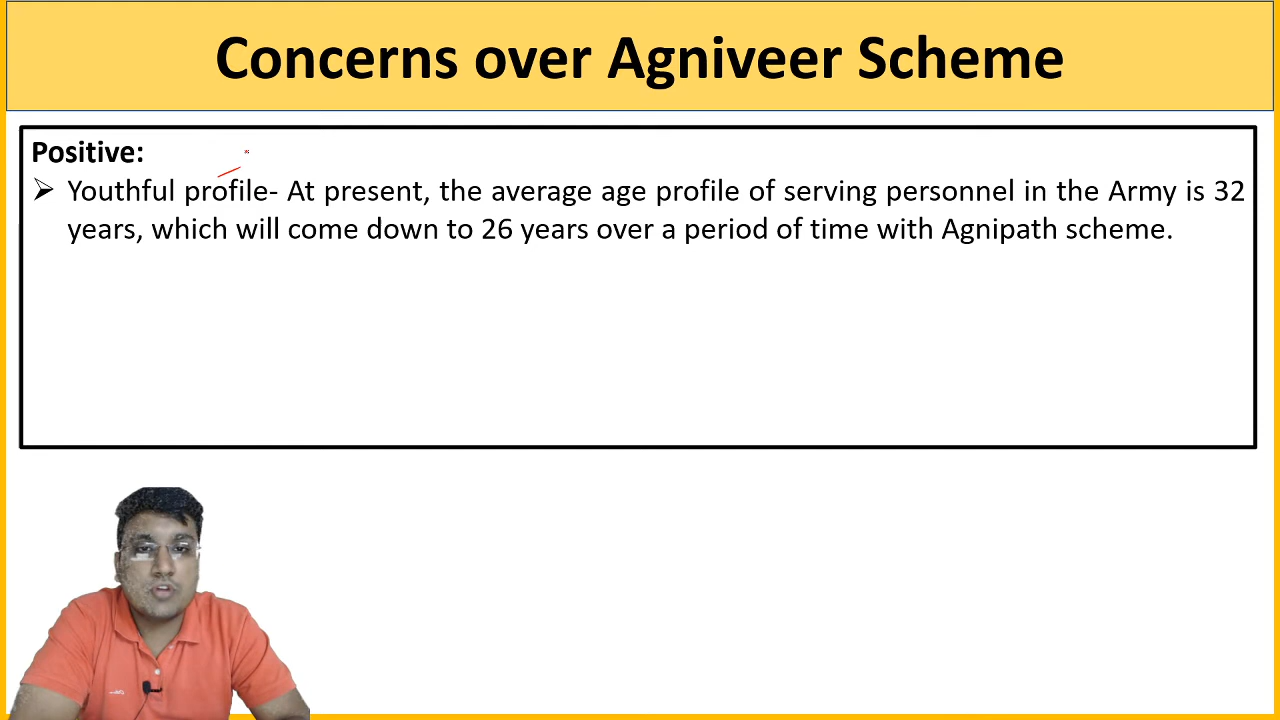 Concerns over Agniveer Scheme
Positive:
➢ Youthful profile- At present, the average age profile of serving personnel in the Army is 32
years, which will come down to 26 years over a period of time with Agnipath scheme.